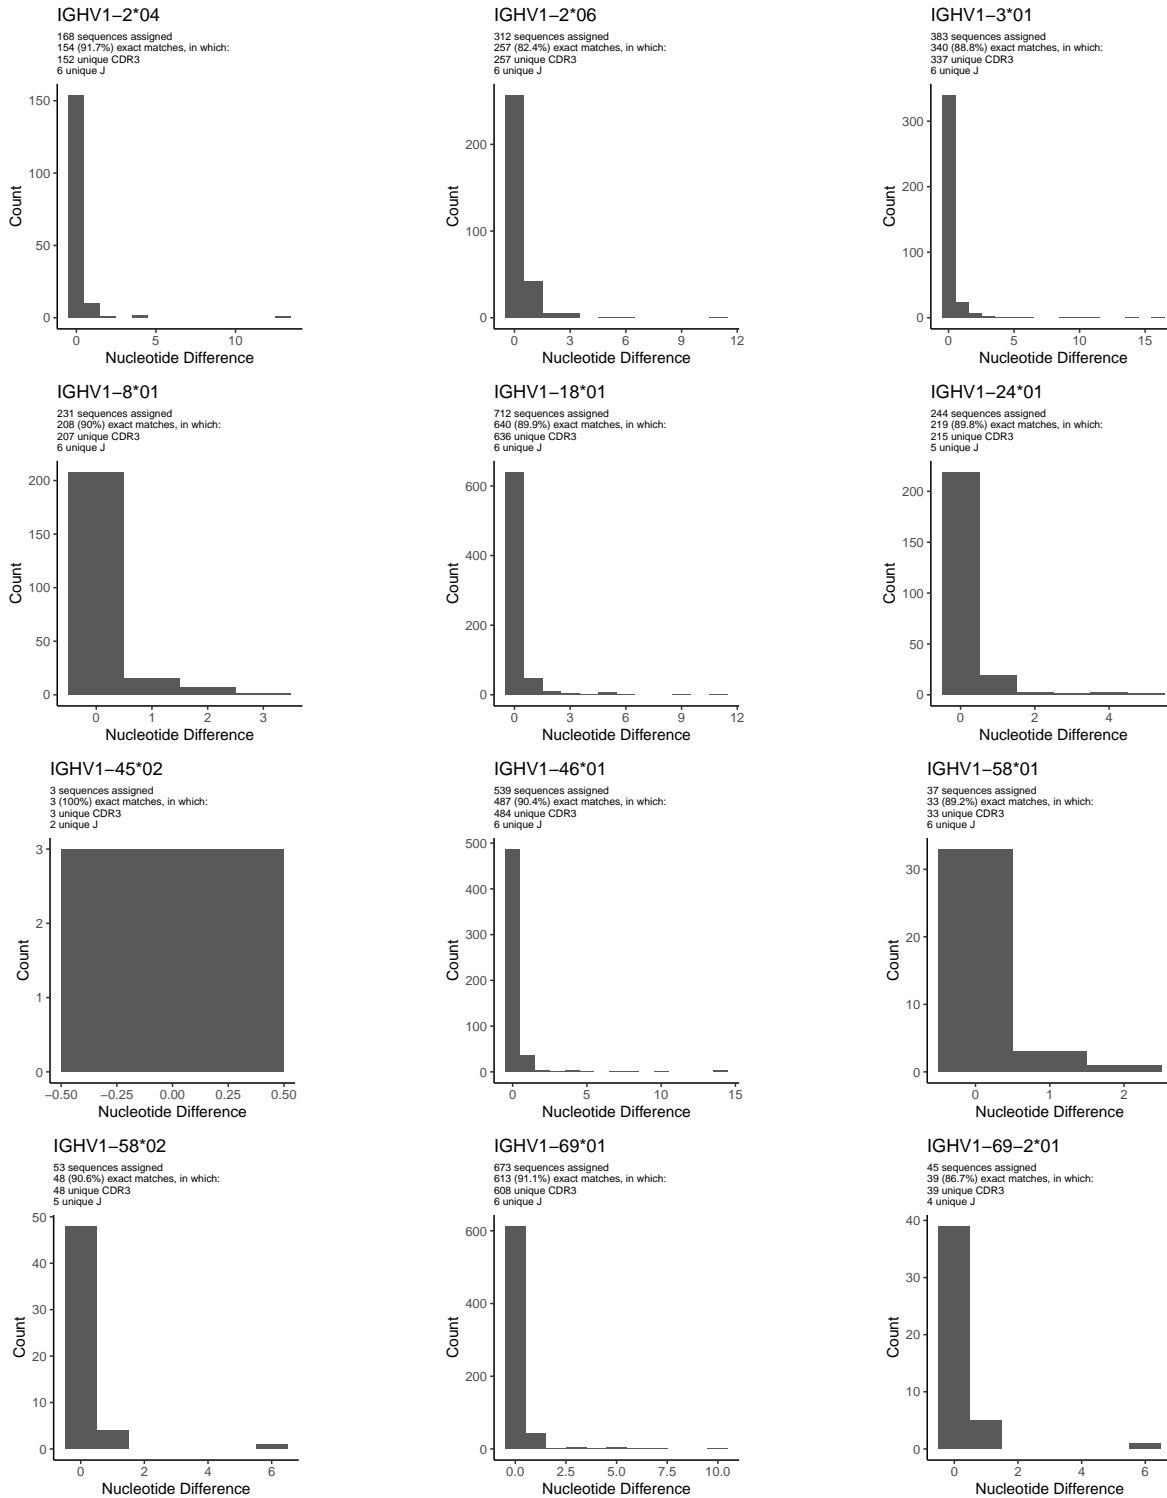 IGHV1−2*04
168 sequences assigned
154 (91.7%) exact matches, in which:
152 unique CDR3
6 unique J
150
100
50
0
Count
0 5 10
Nucleotide Difference
IGHV1−2*06
312 sequences assigned
257 (82.4%) exact matches, in which:
257 unique CDR3
6 unique J
200
100
0
Count
0 3 6 9 12
Nucleotide Difference
IGHV1−3*01
383 sequences assigned
340 (88.8%) exact matches, in which:
337 unique CDR3
6 unique J
300
200
100
0
Count
0 5 10 15
Nucleotide Difference
IGHV1−8*01
231 sequences assigned
208 (90%) exact matches, in which:
207 unique CDR3
6 unique J
200
150
100
50
0
Count
0 1 2 3
Nucleotide Difference
IGHV1−18*01
712 sequences assigned
640 (89.9%) exact matches, in which:
636 unique CDR3
6 unique J
600
400
200
0
Count
0 3 6 9 12
Nucleotide Difference
IGHV1−24*01
244 sequences assigned
219 (89.8%) exact matches, in which:
215 unique CDR3
5 unique J
200
150
100
50
0
Count
0 2 4
Nucleotide Difference
IGHV1−45*02
3 sequences assigned
3 (100%) exact matches, in which:
3 unique CDR3
2 unique J
3
2
1
0
Count
−0.50 −0.25 0.00 0.25 0.50
Nucleotide Difference
IGHV1−46*01
539 sequences assigned
487 (90.4%) exact matches, in which:
484 unique CDR3
6 unique J
500
400
300
200
100
0
Count
0 5 10 15
Nucleotide Difference
IGHV1−58*01
37 sequences assigned
33 (89.2%) exact matches, in which:
33 unique CDR3
6 unique J
30
20
10
0
Count
0 1 2
Nucleotide Difference
IGHV1−58*02
53 sequences assigned
48 (90.6%) exact matches, in which:
48 unique CDR3
5 unique J
50
40
30
20
10
0
Count
0 2 4 6
Nucleotide Difference
IGHV1−69*01
673 sequences assigned
613 (91.1%) exact matches, in which:
608 unique CDR3
6 unique J
600
400
200
0
Count
0.0 2.5 5.0 7.5 10.0
Nucleotide Difference
IGHV1−69−2*01
45 sequences assigned
39 (86.7%) exact matches, in which:
39 unique CDR3
4 unique J
40
30
20
10
0
Count
0 2 4 6
Nucleotide Difference